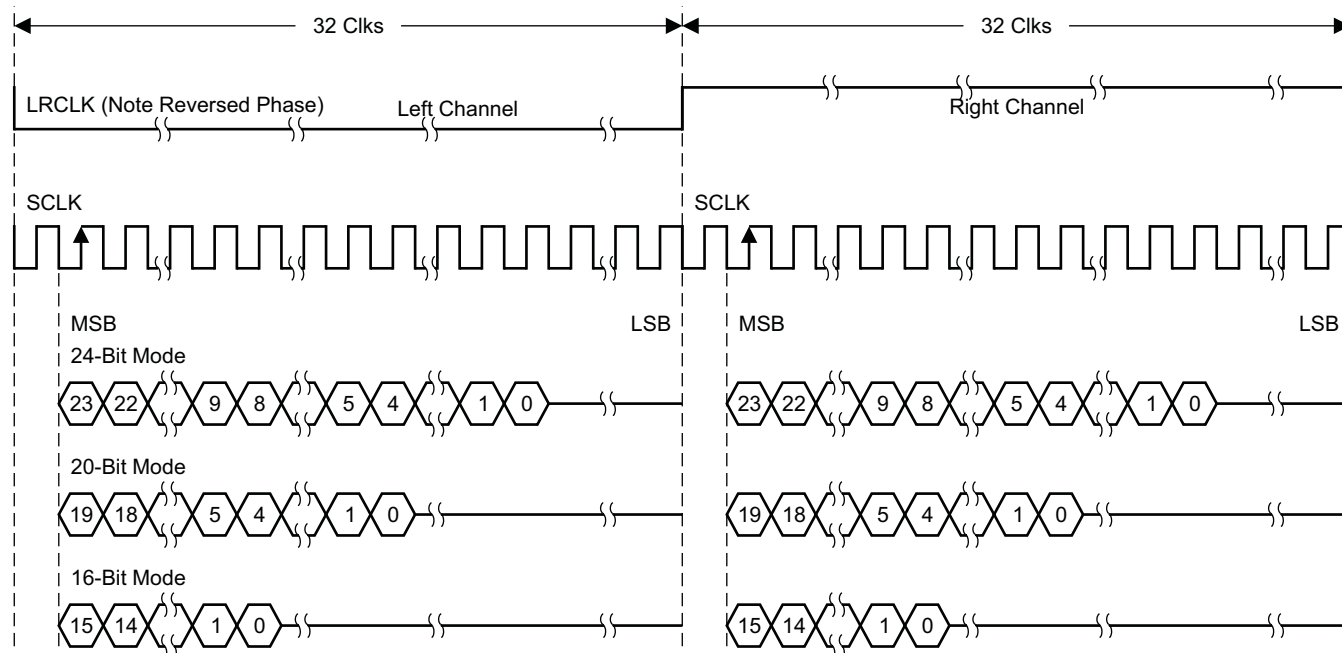 32 Clks 32 Clks
LRCLK (Note Reversed Phase) Left Channel Right Channel
SCLK SCLK
MSB LSB MSB LSB
24-Bit Mode
23 22 9 8 5 4 1 0 23 22 9 8 5 4 1 0
20-Bit Mode
19 18 5 4 1 0 19 18 5 4 1 0
16-Bit Mode
15 14 1 0 15 14 1 0